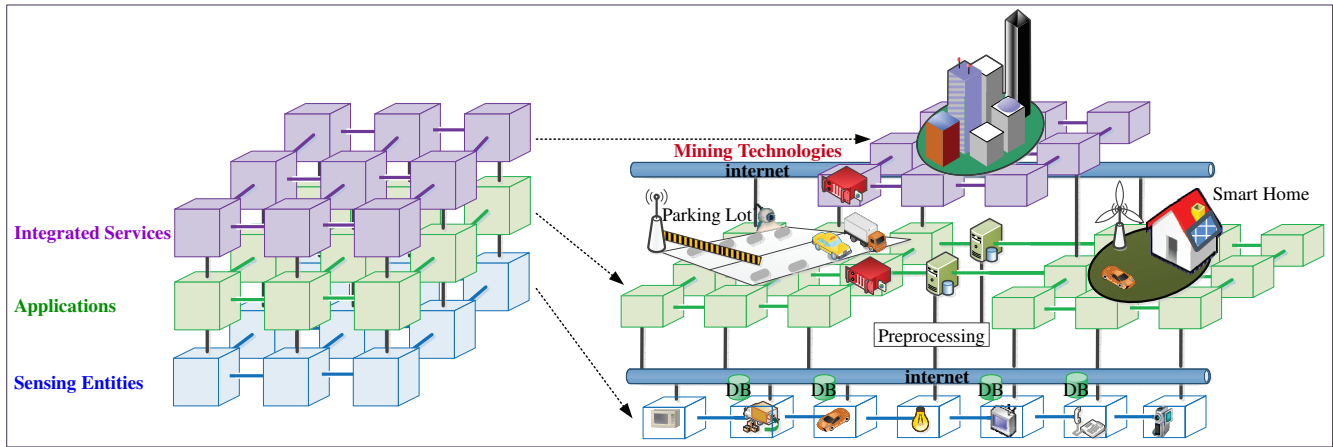 Mining Technologies
internet
Parking Lot
Smart Home
Integrated Services
Applications
Preprocessing
Sensing Entities
internet
DB
DB
DB
DB